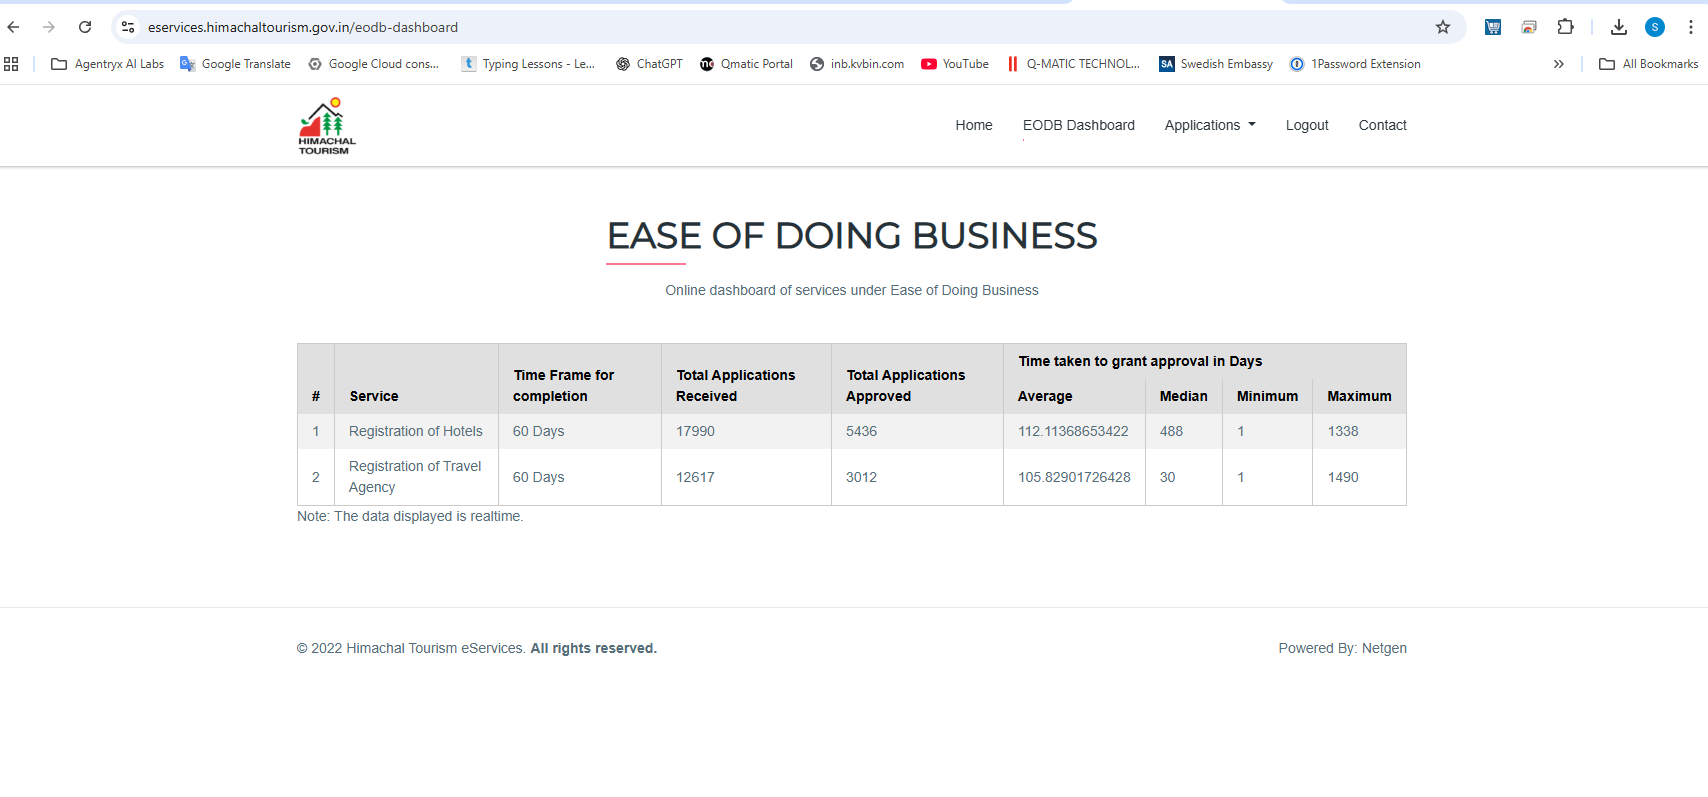 eservices.himachaltourism.gov.in/eodb-dashboard
S
Agentryx AI Labs Google Translate Google Cloud cons... Typing Lessons - Le... ChatGPT Qmatic Portal inb.kvbin.com YouTube Q-MATIC TECHNOL... SA Swedish Embassy 1Password Extension » All Bookmarks
HIMACHAL
TOURISM
Home EODB Dashboard Applications Logout Contact
EASE OF DOING BUSINESS
Online dashboard of services under Ease of Doing Business
# Service Time Frame for completion Total Applications Received Total Applications Approved Time taken to grant approval in Days
Average Median Minimum Maximum
1 Registration of Hotels 60 Days 17990 5436 112.11368653422 488 1 1338
2 Registration of Travel Agency 60 Days 12617 3012 105.82901726428 30 1 1490
Note: The data displayed is realtime.
© 2022 Himachal Tourism eServices. All rights reserved. Powered By: Netgen